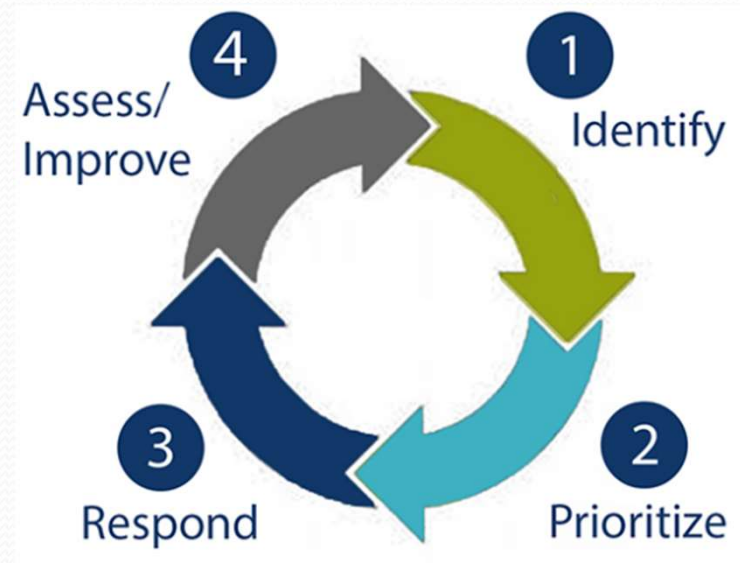 1
Identify
2
Prioritize
3
Respond
4
Assess/
Improve